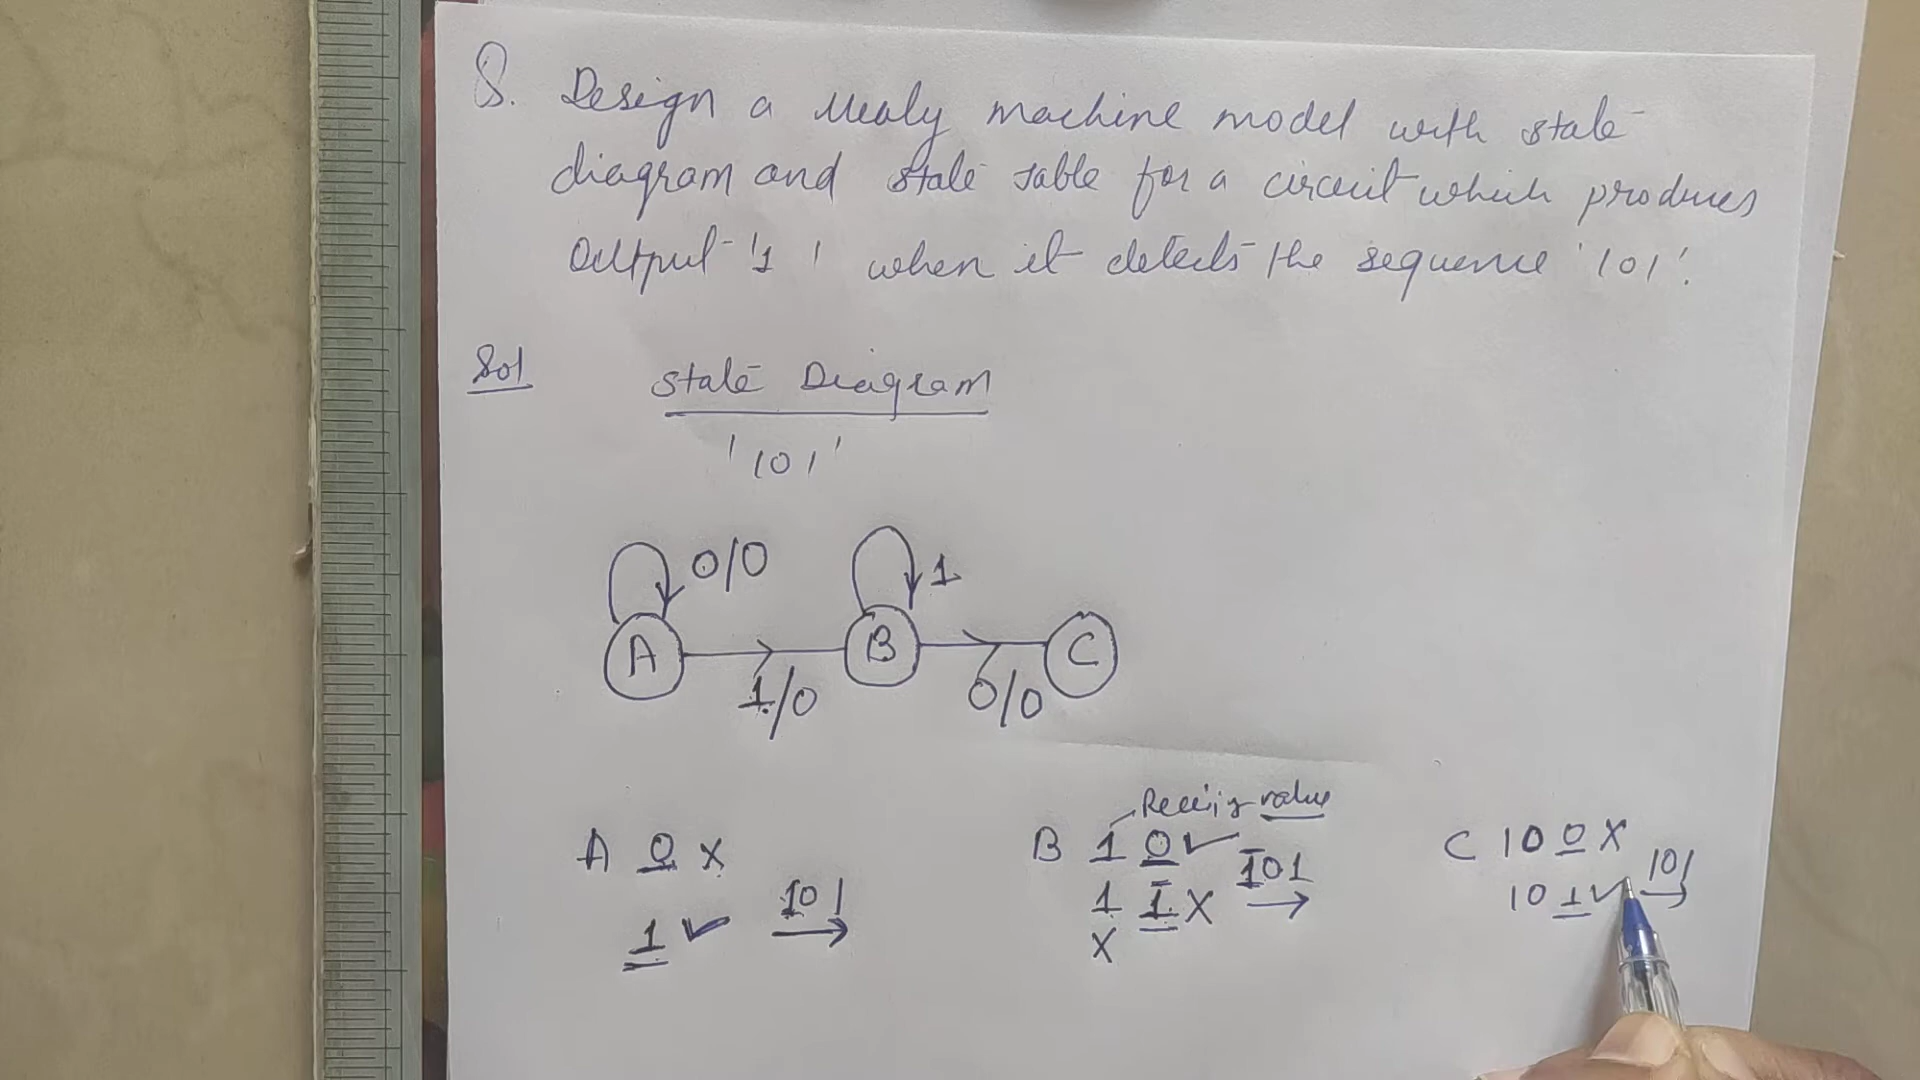 Q. Design a Mealy machine model with state
diagram and state table for a circuit which produces
Output '1' when it detects the sequence '101'.
Sol State Diagram
'101'
0/0 1
A B C
1/0 0/0
Receiving value
A 0 X B 1 0 ✓ 101 C 1 0 0 X
1 ✓ 101 1 1 X 1 0 1 ✓ 101
X